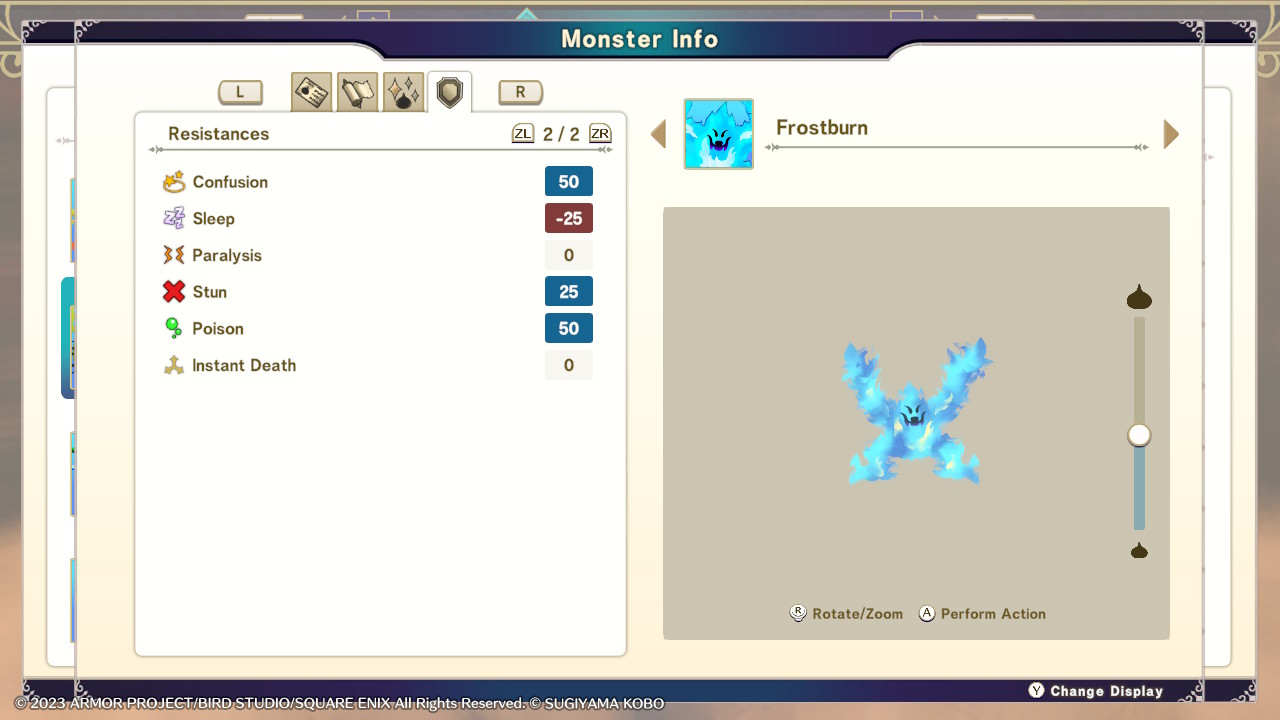 Monster Info
L
R
Resistances
ZL 2 / 2 ZR
Confusion 50
Sleep -25
Paralysis 0
Stun 25
Poison 50
Instant Death 0
Frostburn
R Rotate/Zoom A Perform Action
Y Change Display
© 2023 ARMOR PROJECT/BIRD STUDIO/SQUARE ENIX All Rights Reserved. © SUGIYAMA KOBO